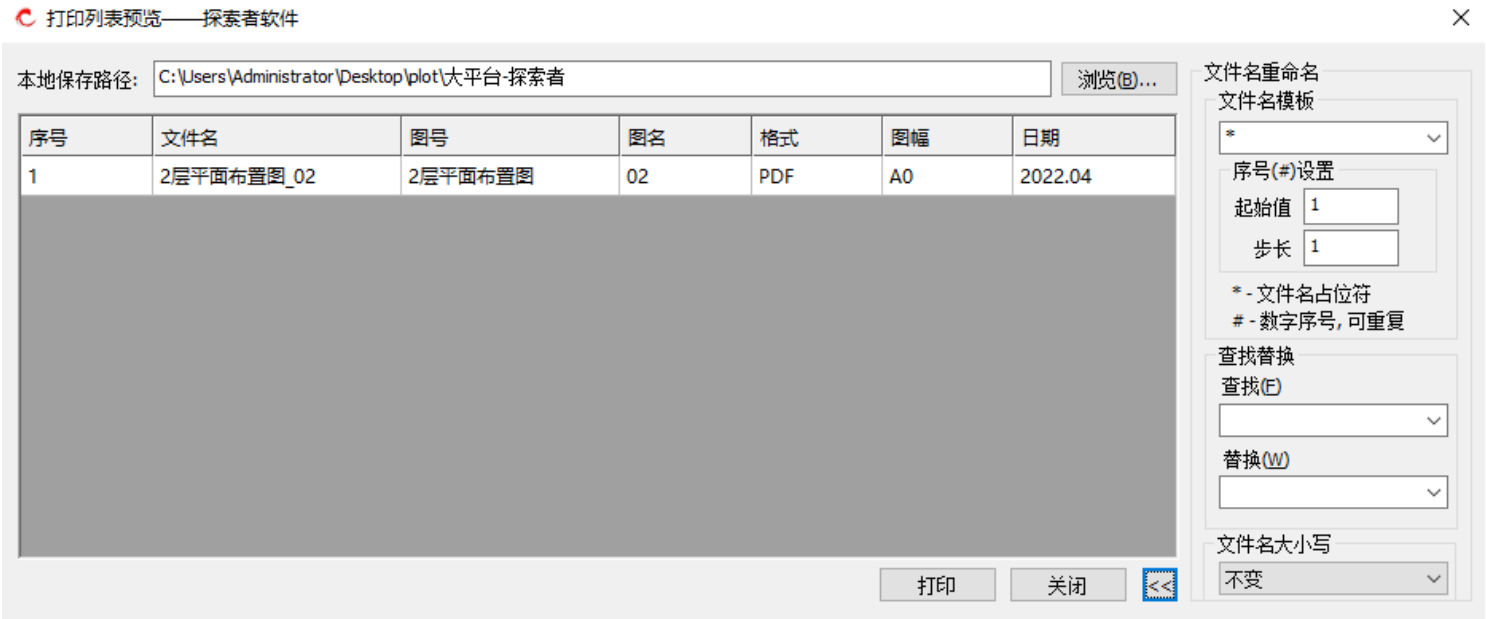 打印列表预览——探索者软件
本地保存路径: C:\Users\Administrator\Desktop\plot\大平台-探索者 浏览(B)...
序号 文件名 图号 图名 格式 图幅 日期
1 2层平面布置图_02 2层平面布置图 02 PDF A0 2022.04
打印 关闭 <<
文件名重命名
文件名模板
*
序号(#)设置
起始值 1
步长 1
* - 文件名占位符
# - 数字序号, 可重复
查找替换
查找(F)
替换(W)
文件名大小写
不变